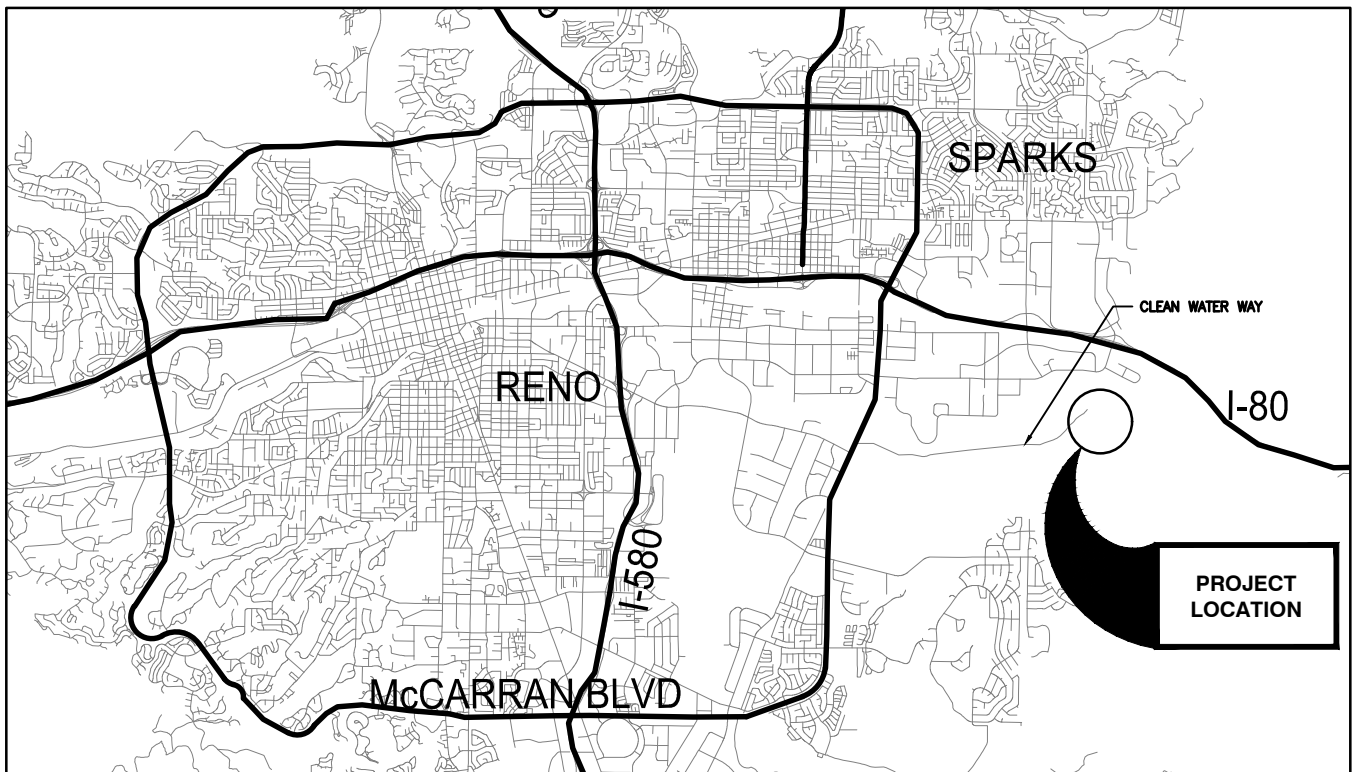 SPARKS
CLEAN WATER WAY
RENO
I-80
I-580
PROJECT
LOCATION
McCARRAN BLVD